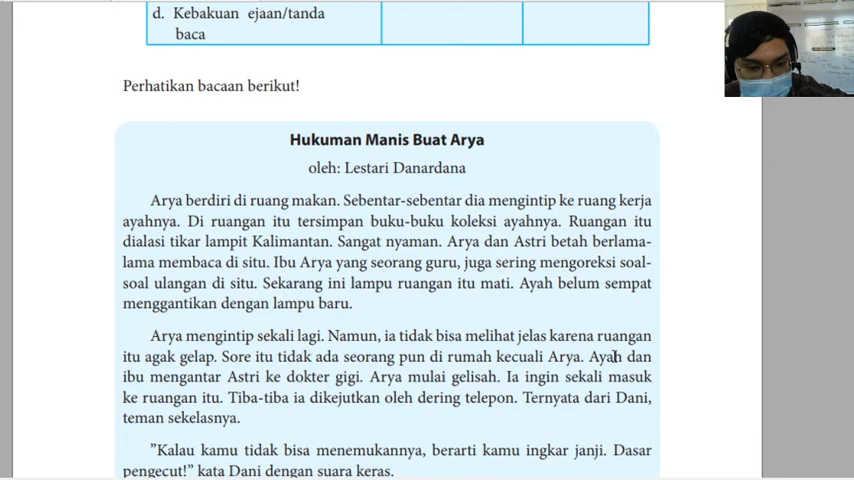 d. Kebakuan ejaan/tanda
baca
Perhatikan bacaan berikut!
Hukuman Manis Buat Arya
oleh: Lestari Danardana
Arya berdiri di ruang makan. Sebentar-sebentar dia mengintip ke ruang kerja
ayahnya. Di ruangan itu tersimpan buku-buku koleksi ayahnya. Ruangan itu
dialasi tikar lampit Kalimantan. Sangat nyaman. Arya dan Astri betah berlama-
lama membaca di situ. Ibu Arya yang seorang guru, juga sering mengoreksi soal-
soal ulangan di situ. Sekarang ini lampu ruangan itu mati. Ayah belum sempat
menggantikan dengan lampu baru.
Arya mengintip sekali lagi. Namun, ia tidak bisa melihat jelas karena ruangan
itu agak gelap. Sore itu tidak ada seorang pun di rumah kecuali Arya. Ayah dan
ibu mengantar Astri ke dokter gigi. Arya mulai gelisah. Ia ingin sekali masuk
ke ruangan itu. Tiba-tiba ia dikejutkan oleh dering telepon. Ternyata dari Dani,
teman sekelasnya.
”Kalau kamu tidak bisa menemukannya, berarti kamu ingkar janji. Dasar
pengecut!” kata Dani dengan suara keras.